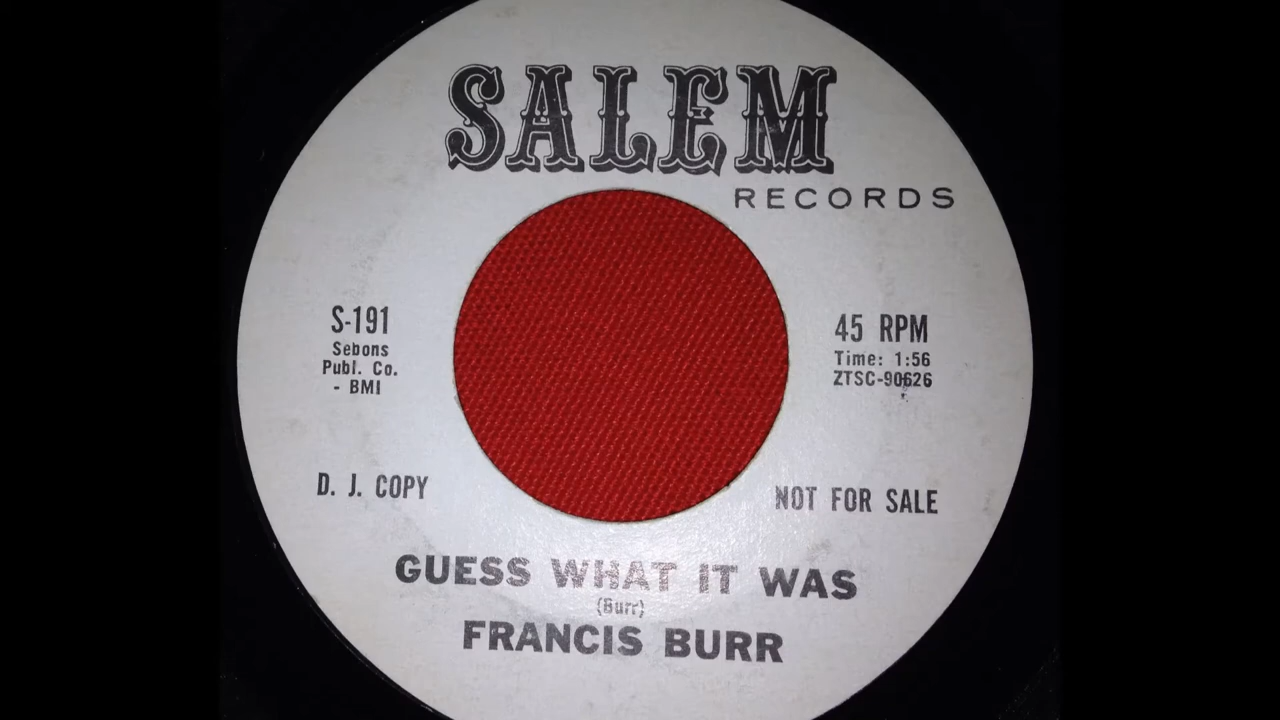 SALEM
RECORDS
S-191
Sebons
Publ. Co.
- BMI
45 RPM
Time: 1:56
ZTSC-90626
D. J. COPY
NOT FOR SALE
GUESS WHAT IT WAS
(Burr)
FRANCIS BURR